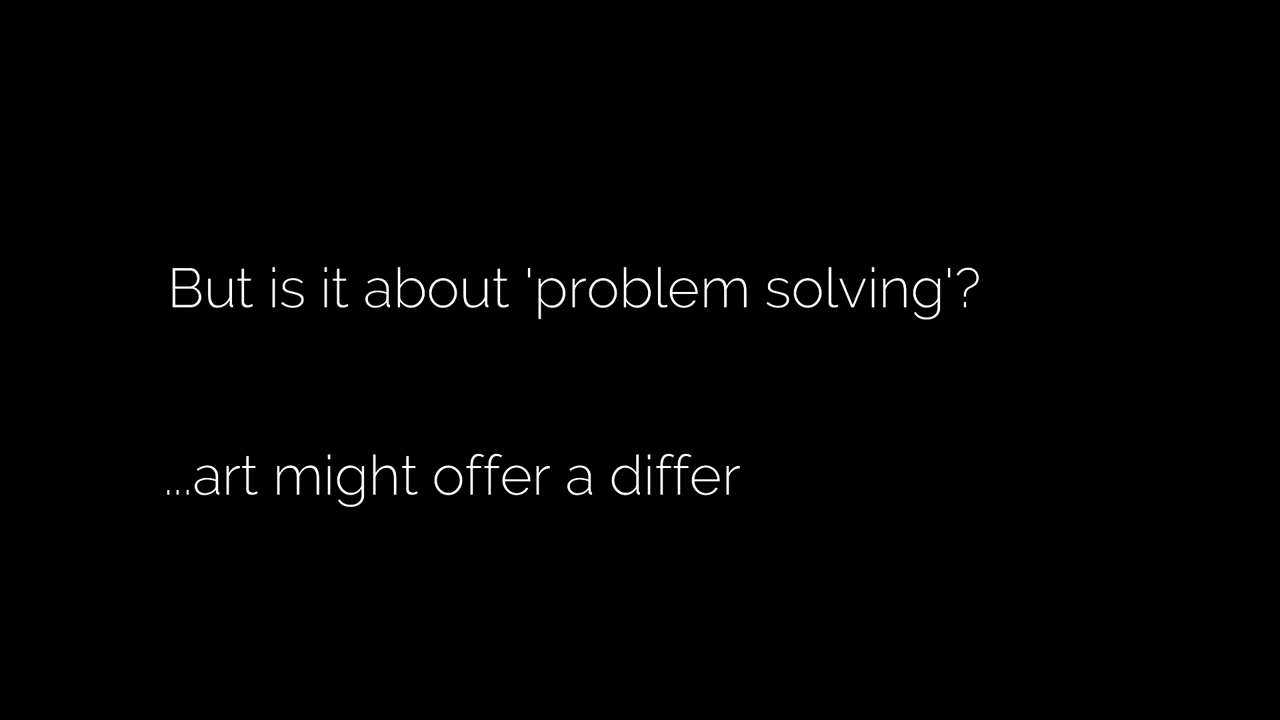 But is it about 'problem solving'?
...art might offer a differ